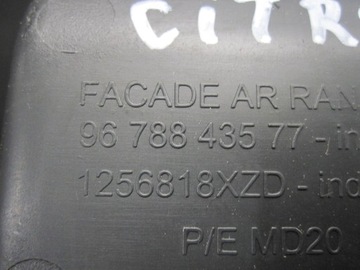 CITR
FACADE AR RAN
96 788 435 77 - in
1256818XZD - ind
P/E MD20